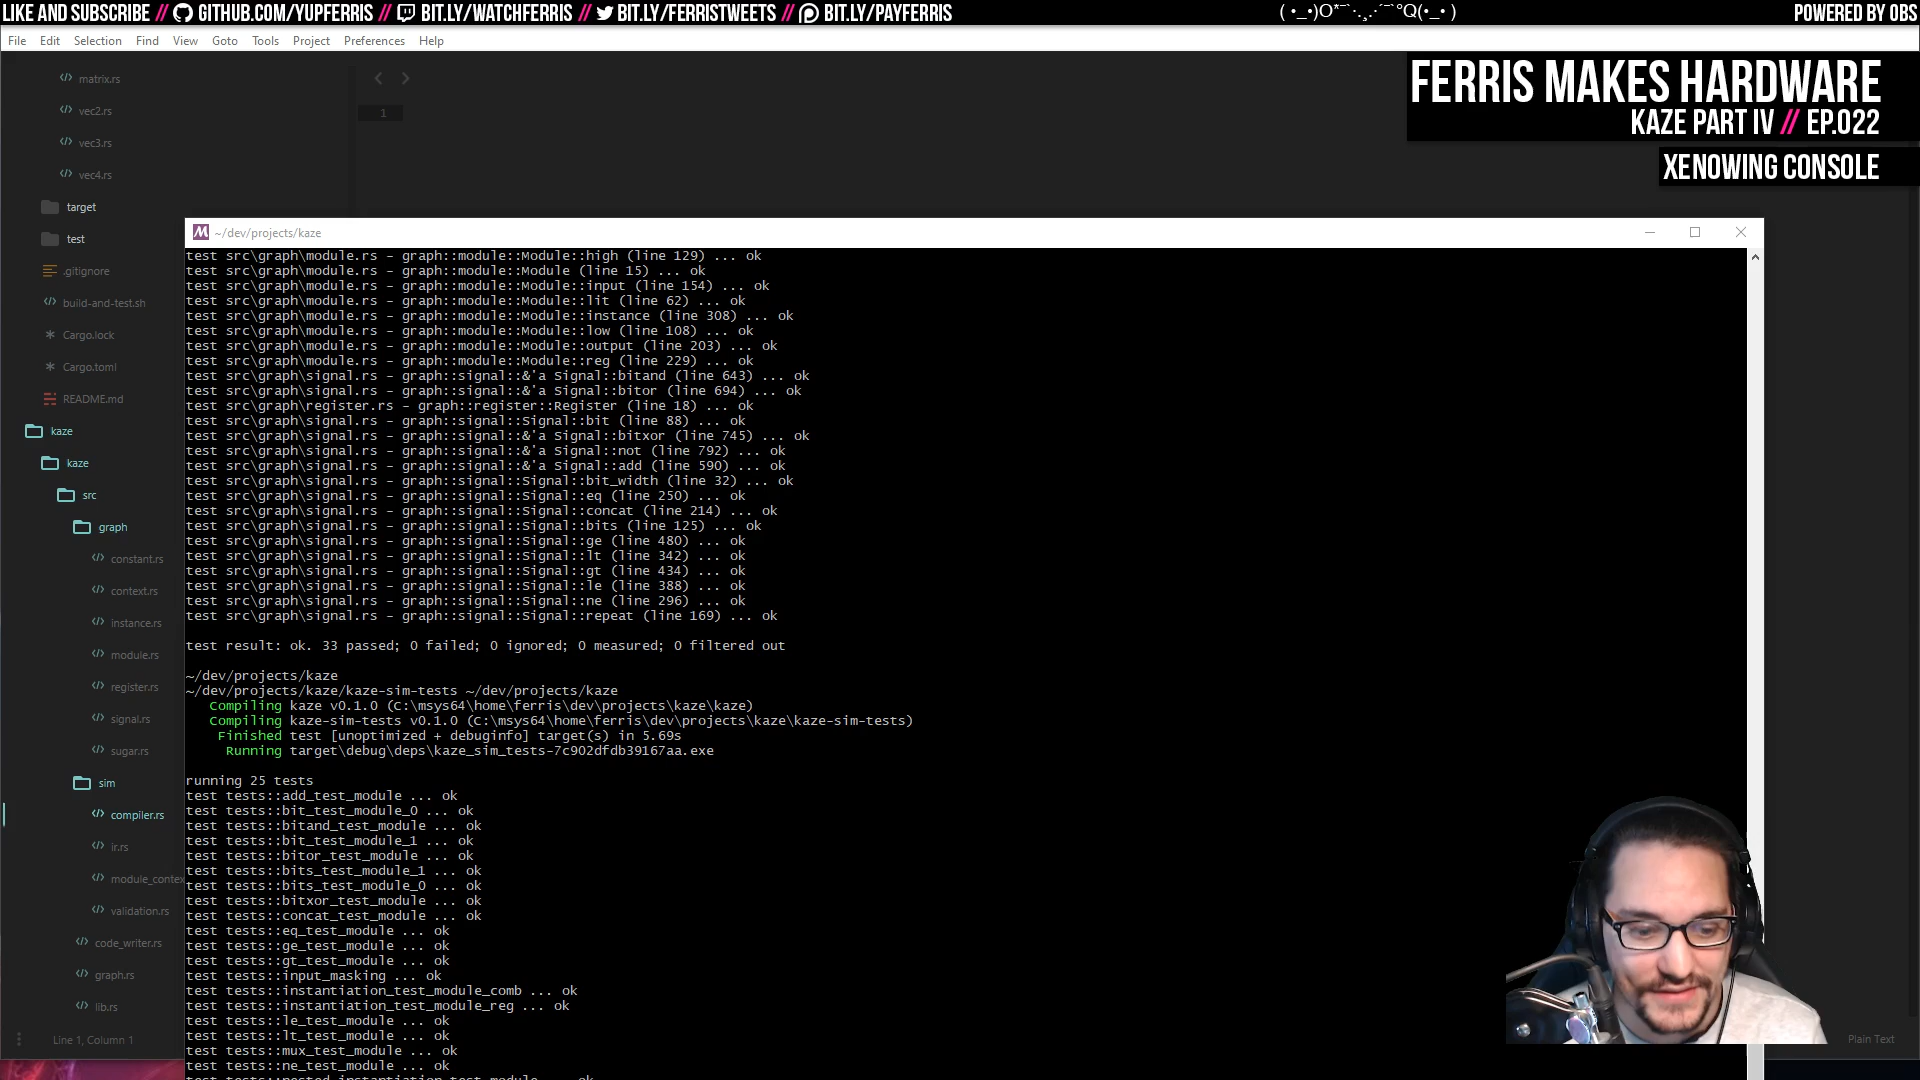 LIKE AND SUBSCRIBE // GITHUB.COM/YUPFERRIS // BIT.LY/WATCHFERRIS // BIT.LY/FERRISTWEETS // BIT.LY/PAYFERRIS
POWERED BY OBS
File Edit Selection Find View Goto Tools Project Preferences Help
FERRIS MAKES HARDWARE
KAZE PART IV // EP.022
XENOWING CONSOLE
1
matrix.rs
vec2.rs
vec3.rs
vec4.rs
target
test
.gitignore
build-and-test.sh
Cargo.lock
Cargo.toml
README.md
kaze
kaze
src
graph
constant.rs
context.rs
instance.rs
module.rs
register.rs
signal.rs
sugar.rs
sim
compiler.rs
ir.rs
module_contex
validation.rs
code_writer.rs
graph.rs
lib.rs
Line 1, Column 1
Plain Text
~/dev/projects/kaze
test src\graph\module.rs - graph::module::Module::high (line 129) ... ok
test src\graph\module.rs - graph::module::Module (line 15) ... ok
test src\graph\module.rs - graph::module::Module::input (line 154) ... ok
test src\graph\module.rs - graph::module::Module::lit (line 62) ... ok
test src\graph\module.rs - graph::module::Module::instance (line 308) ... ok
test src\graph\module.rs - graph::module::Module::low (line 108) ... ok
test src\graph\module.rs - graph::module::Module::output (line 203) ... ok
test src\graph\module.rs - graph::module::Module::reg (line 229) ... ok
test src\graph\signal.rs - graph::signal::&'a Signal::bitand (line 643) ... ok
test src\graph\signal.rs - graph::signal::&'a Signal::bitor (line 694) ... ok
test src\graph\register.rs - graph::register::Register (line 18) ... ok
test src\graph\signal.rs - graph::signal::Signal::bit (line 88) ... ok
test src\graph\signal.rs - graph::signal::&'a Signal::bitxor (line 745) ... ok
test src\graph\signal.rs - graph::signal::&'a Signal::not (line 792) ... ok
test src\graph\signal.rs - graph::signal::&'a Signal::add (line 590) ... ok
test src\graph\signal.rs - graph::signal::Signal::bit_width (line 32) ... ok
test src\graph\signal.rs - graph::signal::Signal::eq (line 250) ... ok
test src\graph\signal.rs - graph::signal::Signal::concat (line 214) ... ok
test src\graph\signal.rs - graph::signal::Signal::bits (line 125) ... ok
test src\graph\signal.rs - graph::signal::Signal::ge (line 480) ... ok
test src\graph\signal.rs - graph::signal::Signal::lt (line 342) ... ok
test src\graph\signal.rs - graph::signal::Signal::gt (line 434) ... ok
test src\graph\signal.rs - graph::signal::Signal::le (line 388) ... ok
test src\graph\signal.rs - graph::signal::Signal::ne (line 296) ... ok
test src\graph\signal.rs - graph::signal::Signal::repeat (line 169) ... ok
test result: ok. 33 passed; 0 failed; 0 ignored; 0 measured; 0 filtered out
~/dev/projects/kaze
~/dev/projects/kaze/kaze-sim-tests ~/dev/projects/kaze
Compiling kaze v0.1.0 (C:\msys64\home\ferris\dev\projects\kaze\kaze)
Compiling kaze-sim-tests v0.1.0 (C:\msys64\home\ferris\dev\projects\kaze\kaze-sim-tests)
Finished test [unoptimized + debuginfo] target(s) in 5.69s
Running target\debug\deps\kaze_sim_tests-7c902dfdb39167aa.exe
running 25 tests
test tests::add_test_module ... ok
test tests::bit_test_module_0 ... ok
test tests::bitand_test_module ... ok
test tests::bit_test_module_1 ... ok
test tests::bitor_test_module ... ok
test tests::bits_test_module_1 ... ok
test tests::bits_test_module_0 ... ok
test tests::bitxor_test_module ... ok
test tests::concat_test_module ... ok
test tests::eq_test_module ... ok
test tests::ge_test_module ... ok
test tests::gt_test_module ... ok
test tests::input_masking ... ok
test tests::instantiation_test_module_comb ... ok
test tests::instantiation_test_module_reg ... ok
test tests::le_test_module ... ok
test tests::lt_test_module ... ok
test tests::mux_test_module ... ok
test tests::ne_test_module ... ok
test tests::nested_instantiation_test_module ... ok